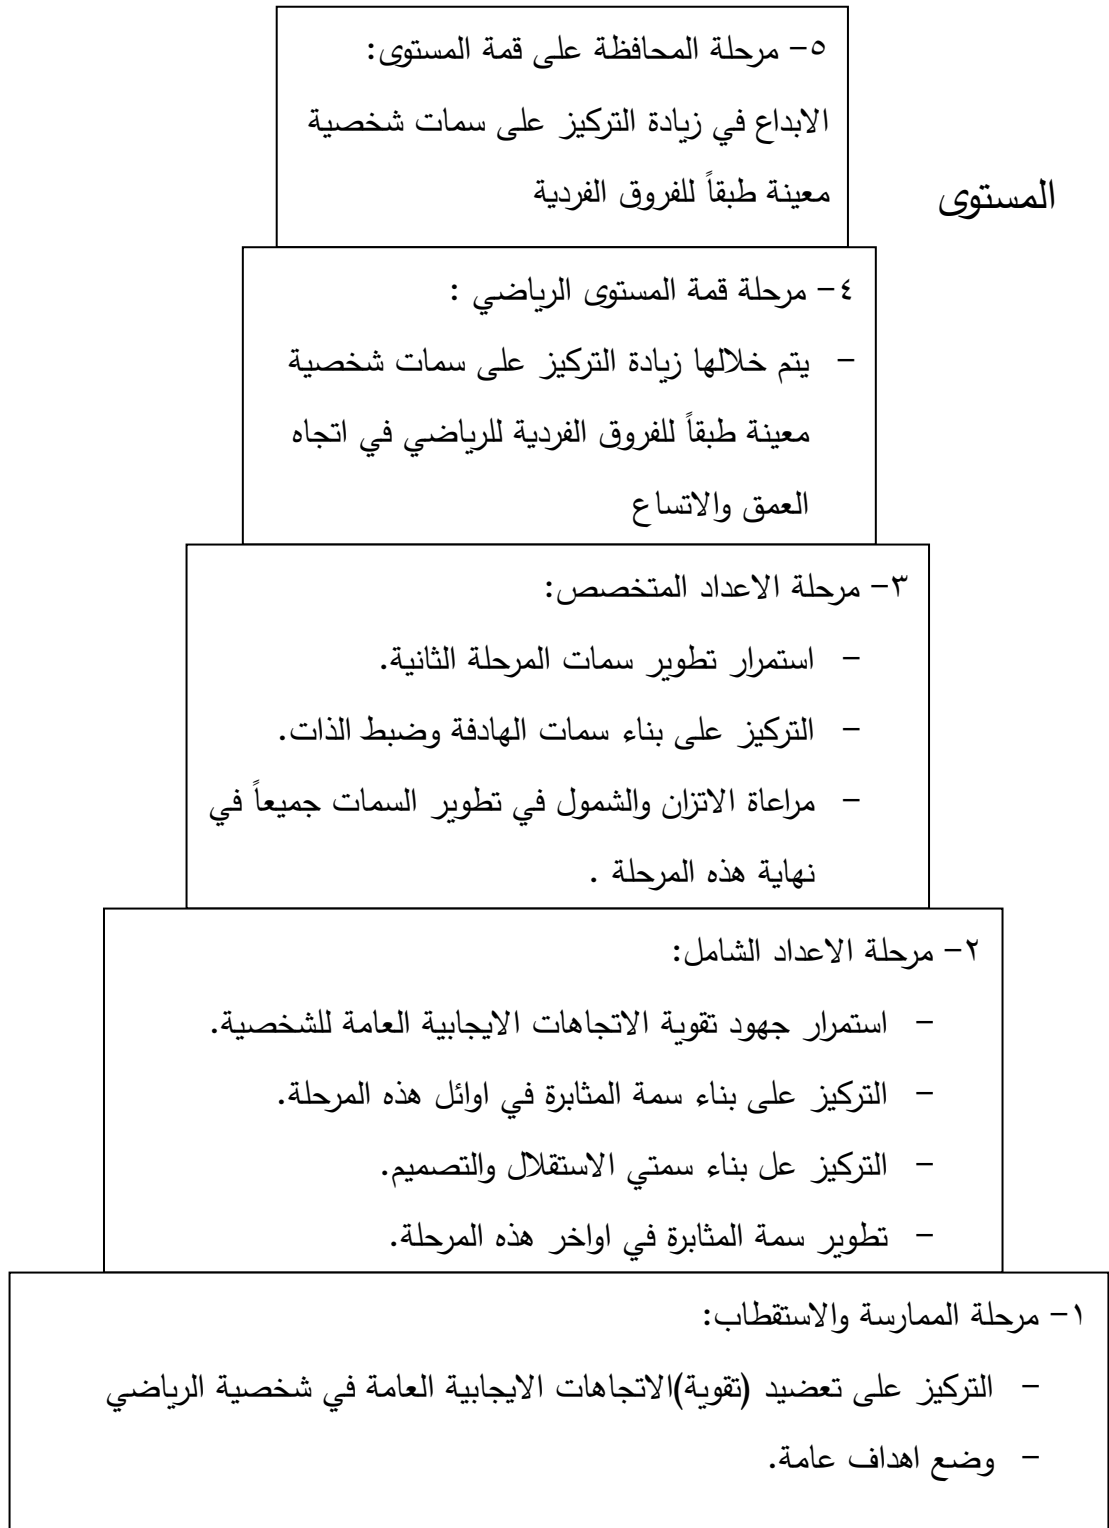 ٥- مرحلة المحافظة على قمة المستوى:
الابداع في زيادة التركيز على سمات شخصية
معينة طبقاً للفروق الفردية
المستوى
٤- مرحلة قمة المستوى الرياضي :
- يتم خلالها زيادة التركيز على سمات شخصية
معينة طبقاً للفروق الفردية للرياضي في اتجاه
العمق والاتساع
٣- مرحلة الاعداد المتخصص:
- استمرار تطوير سمات المرحلة الثانية.
- التركيز على بناء سمات الهادفة وضبط الذات.
- مراعاة الاتزان والشمول في تطوير السمات جميعاً في
نهاية هذه المرحلة .
٢- مرحلة الاعداد الشامل:
- استمرار جهود تقوية الاتجاهات الايجابية العامة للشخصية.
- التركيز على بناء سمة المثابرة في اوائل هذه المرحلة.
- التركيز عل بناء سمتي الاستقلال والتصميم.
- تطوير سمة المثابرة في اواخر هذه المرحلة.
١- مرحلة الممارسة والاستقطاب:
- التركيز على تعضيد (تقوية)الاتجاهات الايجابية العامة في شخصية الرياضي
- وضع اهداف عامة.